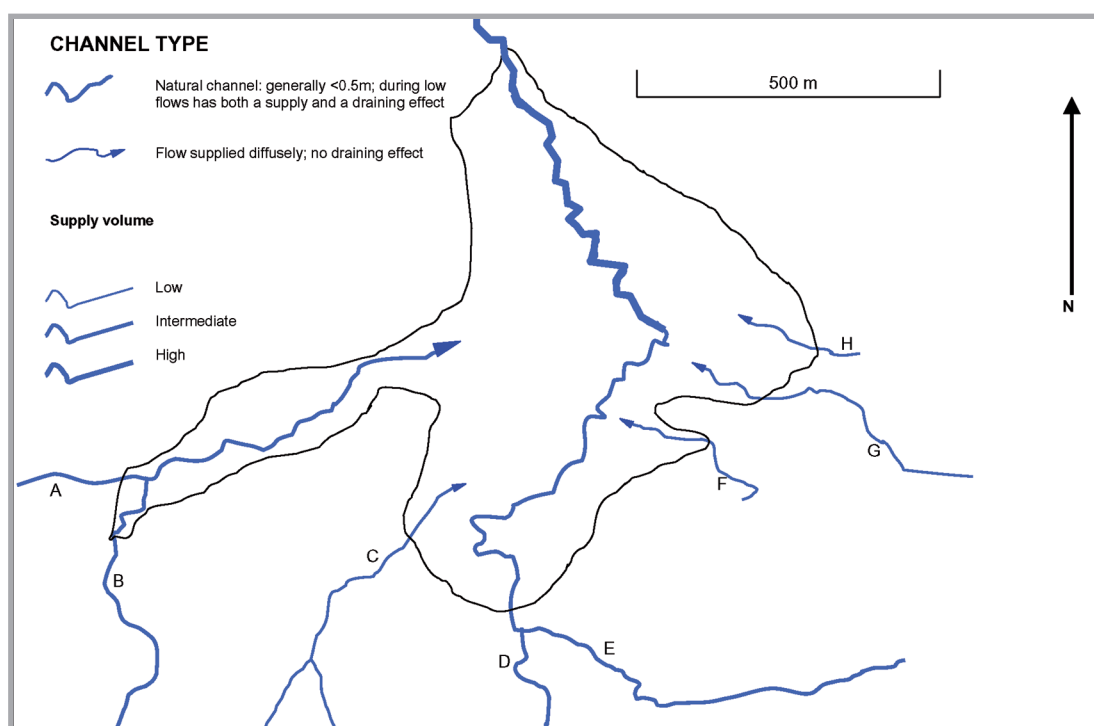 CHANNEL TYPE
Natural channel: generally <0.5m; during low
flows has both a supply and a draining effect
Flow supplied diffusely; no draining effect
Supply volume
Low
Intermediate
High
500 m
N
A
B
C
D
E
F
G
H